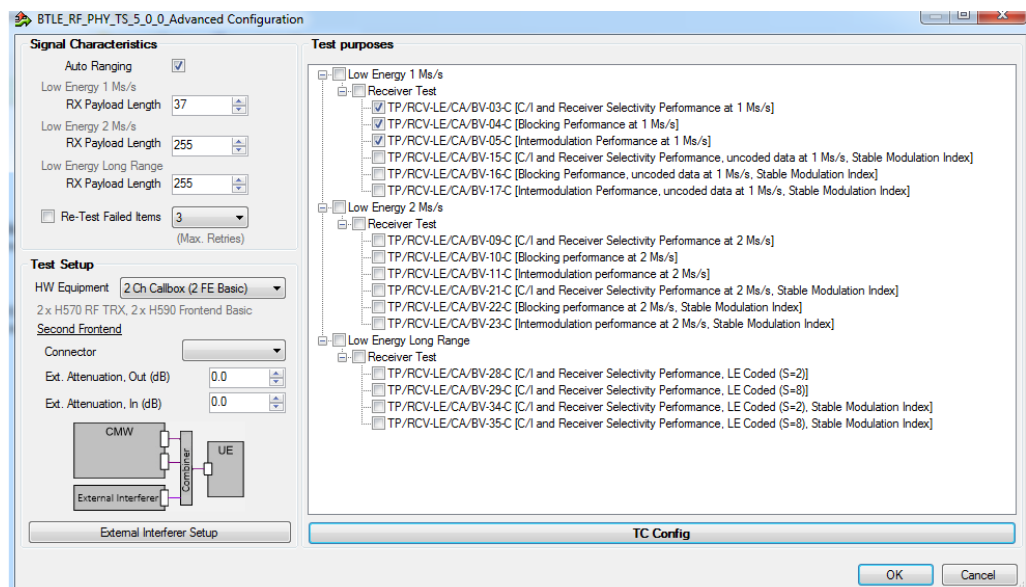 BTLE_RF_PHY_TS_5_0_0_Advanced Configuration
Signal Characteristics
Auto Ranging
Low Energy 1 Ms/s
RX Payload Length 37
Low Energy 2 Ms/s
RX Payload Length 255
Low Energy Long Range
RX Payload Length 255
Re-Test Failed Items 3
(Max. Retries)
Test Setup
HW Equipment 2 Ch Callbox (2 FE Basic)
2 x H570 RF TRX, 2 x H590 Frontend Basic
Second Frontend
Connector
Ext. Attenuation, Out (dB) 0.0
Ext. Attenuation, In (dB) 0.0
CMW
Combiner
UE
External Interferer
External Interferer Setup
Test purposes
Low Energy 1 Ms/s
Receiver Test
TP/RCV-LE/CA/BV-03-C [C/I and Receiver Selectivity Performance at 1 Ms/s]
TP/RCV-LE/CA/BV-04-C [Blocking Performance at 1 Ms/s]
TP/RCV-LE/CA/BV-05-C [Intermodulation Performance at 1 Ms/s]
TP/RCV-LE/CA/BV-15-C [C/I and Receiver Selectivity Performance, uncoded data at 1 Ms/s, Stable Modulation Index]
TP/RCV-LE/CA/BV-16-C [Blocking Performance, uncoded data at 1 Ms/s, Stable Modulation Index]
TP/RCV-LE/CA/BV-17-C [Intermodulation Performance, uncoded data at 1 Ms/s, Stable Modulation Index]
Low Energy 2 Ms/s
Receiver Test
TP/RCV-LE/CA/BV-09-C [C/I and Receiver Selectivity Performance at 2 Ms/s]
TP/RCV-LE/CA/BV-10-C [Blocking performance at 2 Ms/s]
TP/RCV-LE/CA/BV-11-C [Intermodulation performance at 2 Ms/s]
TP/RCV-LE/CA/BV-21-C [C/I and Receiver Selectivity Performance at 2 Ms/s, Stable Modulation Index]
TP/RCV-LE/CA/BV-22-C [Blocking performance at 2 Ms/s, Stable Modulation Index]
TP/RCV-LE/CA/BV-23-C [Intermodulation performance at 2 Ms/s, Stable Modulation Index]
Low Energy Long Range
Receiver Test
TP/RCV-LE/CA/BV-28-C [C/I and Receiver Selectivity Performance, LE Coded (S=2)]
TP/RCV-LE/CA/BV-29-C [C/I and Receiver Selectivity Performance, LE Coded (S=8)]
TP/RCV-LE/CA/BV-34-C [C/I and Receiver Selectivity Performance, LE Coded (S=2), Stable Modulation Index]
TP/RCV-LE/CA/BV-35-C [C/I and Receiver Selectivity Performance, LE Coded (S=8), Stable Modulation Index]
TC Config
OK
Cancel